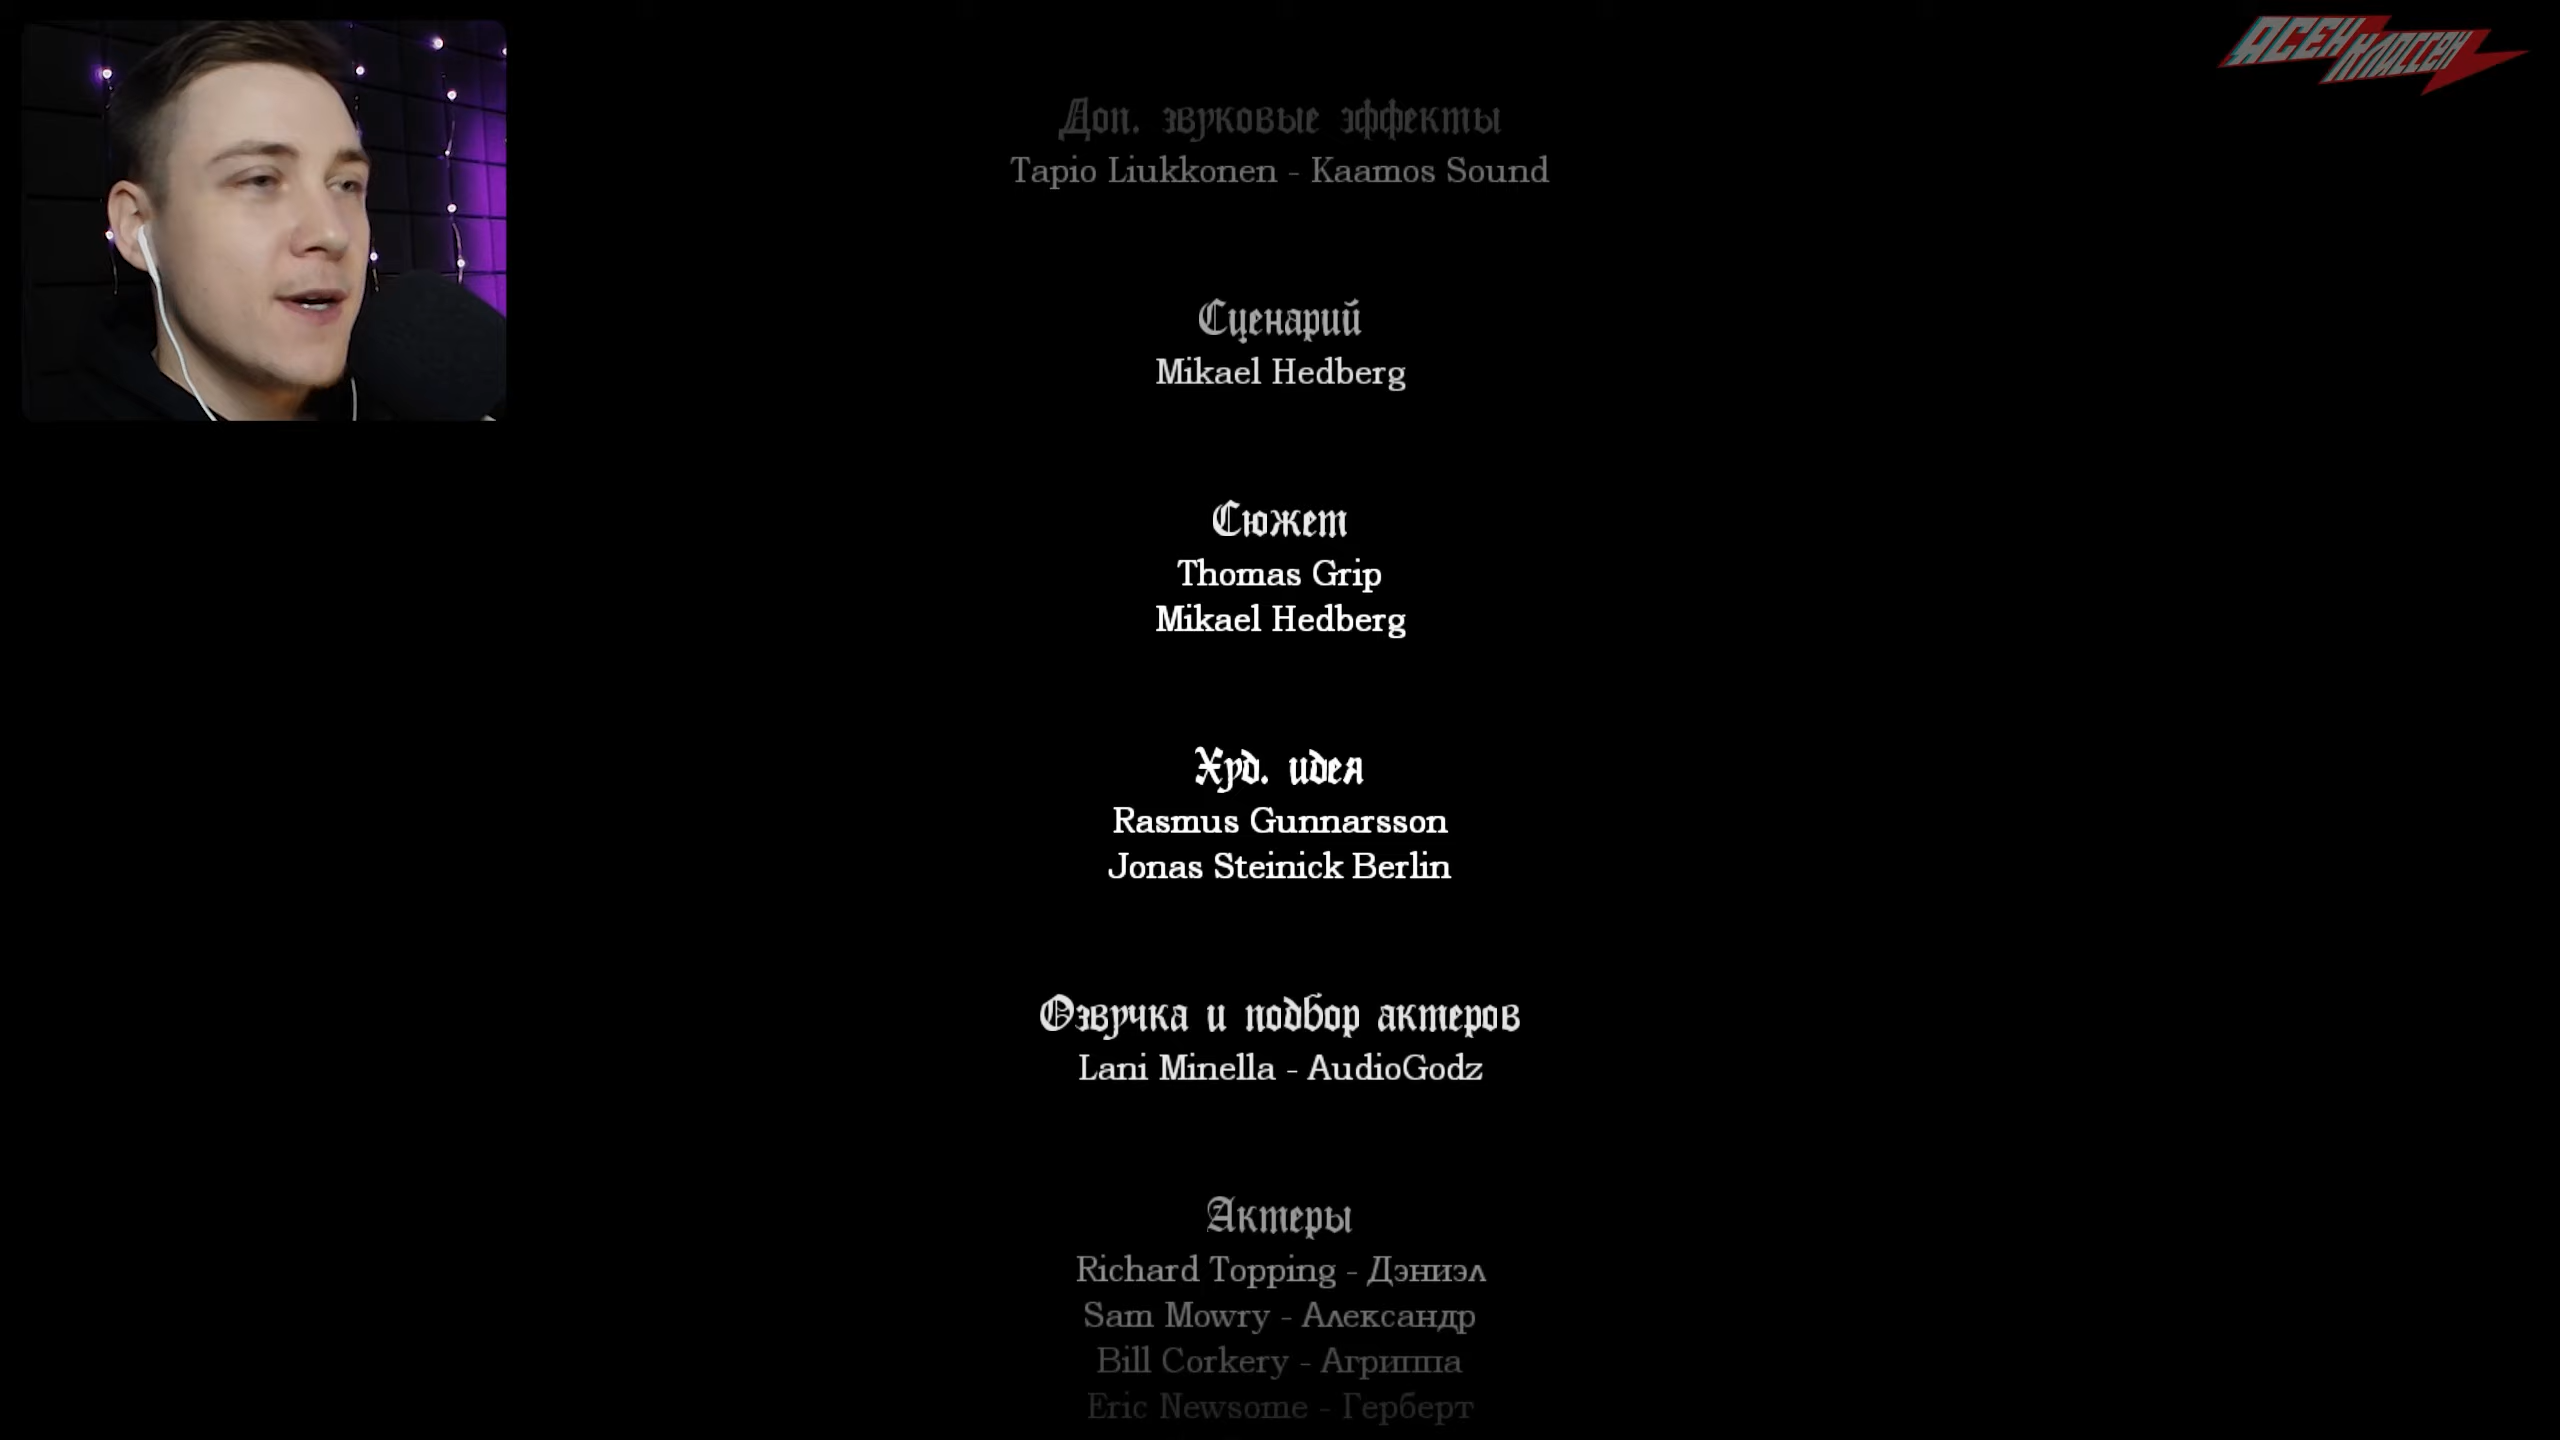 АСЕН
КЛАССЕН
Доп. звуковые эффекты
Tapio Liukkonen - Kaamos Sound
Сценарий
Mikael Hedberg
Сюжет
Thomas Grip
Mikael Hedberg
Худ. идея
Rasmus Gunnarsson
Jonas Steinick Berlin
Озвучка и подбор актеров
Lani Minella - AudioGodz
Актеры
Richard Topping - Дэниэл
Sam Mowry - Александр
Bill Corkery - Агриппа
Eric Newsome - Герберт